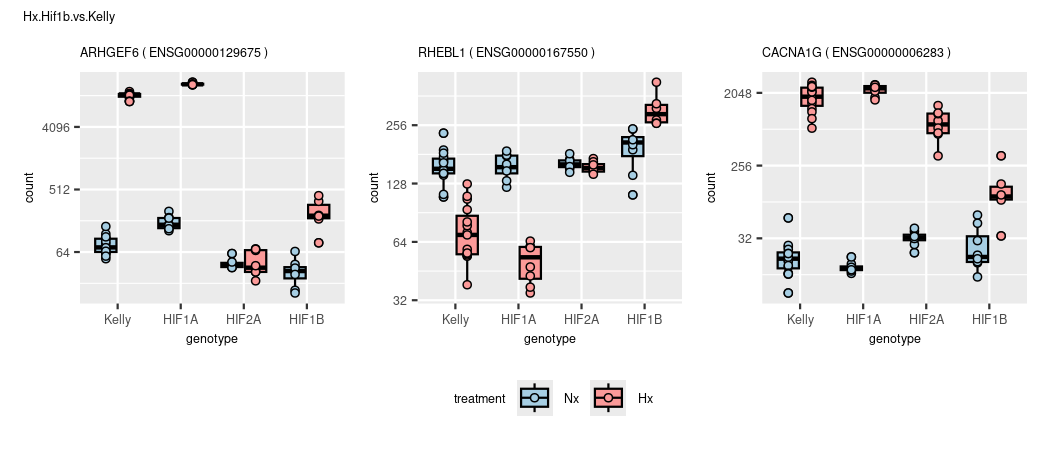 Hx.Hif1b.vs.Kelly
ARHGEF6 ( ENSG00000129675 )
RHEBL1 ( ENSG00000167550 )
CACNA1G ( ENSG00000006283 )
count
4096
512
64
Kelly HIF1A HIF2A HIF1B
genotype
count
256
128
64
32
Kelly HIF1A HIF2A HIF1B
genotype
count
2048
256
32
Kelly HIF1A HIF2A HIF1B
genotype
treatment Nx Hx